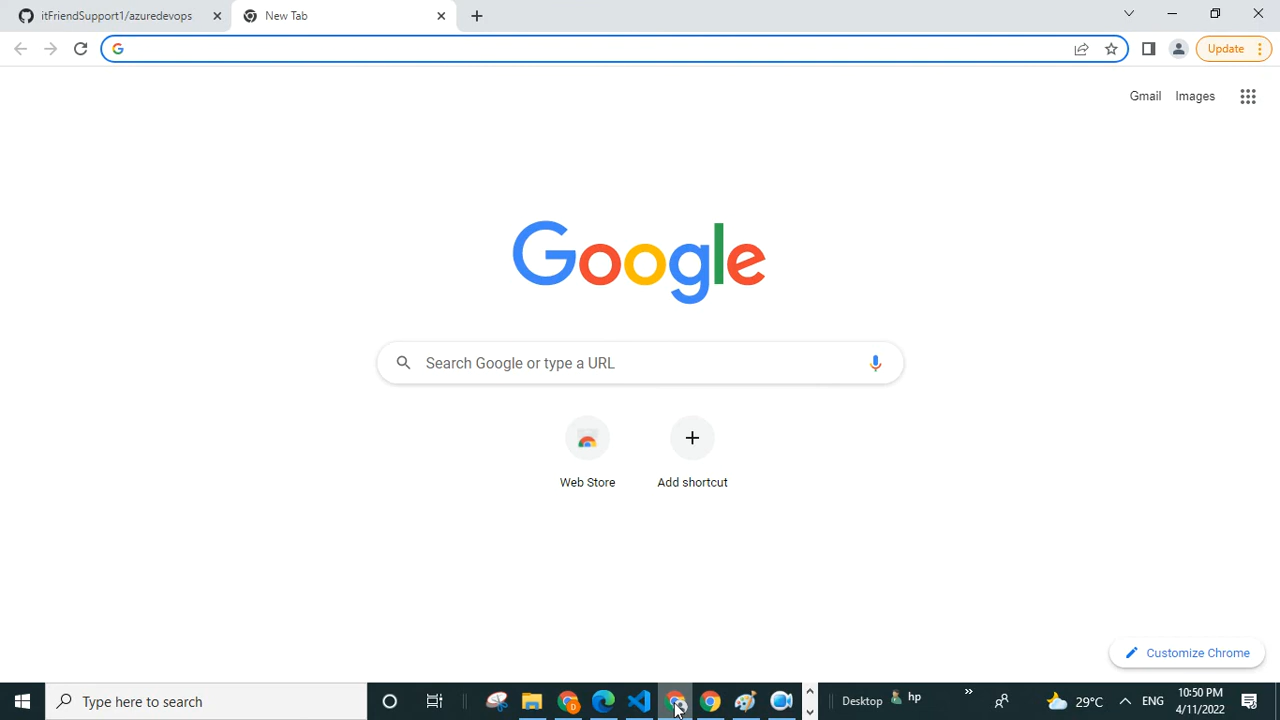 itFriendSupport1/azuredevops
New Tab
Update
Gmail
Images
Google
Search Google or type a URL
Web Store
Add shortcut
Customize Chrome
Type here to search
Desktop
hp
29°C
ENG
10:50 PM
4/11/2022